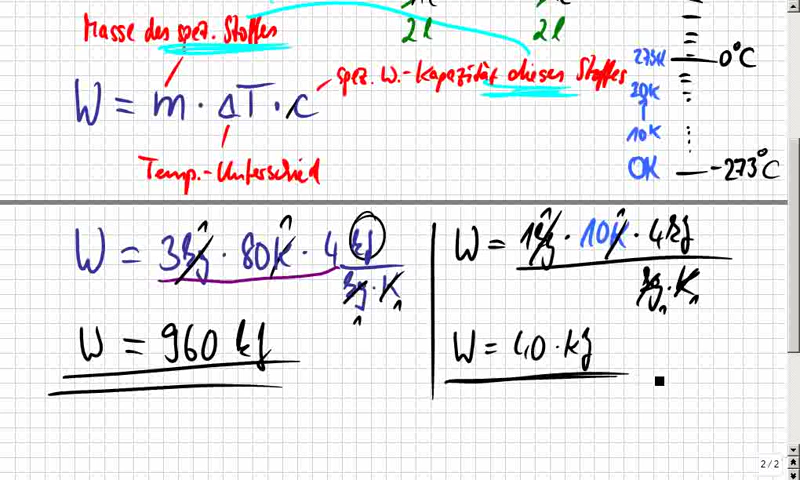 2l 2l
Masse des spez. Stoffes
273K 0°C
spez. W.-Kapazität dieses Stoffes
20K
W = m · ΔT · c
10K
Temp.-Unterschied
0K -273°C
W = 3kg · 80K · 4 kJ
kg · K
W = 960 kJ
W = 1kg · 10K · 4kJ
kg · K
W = 40 · kJ
2/2